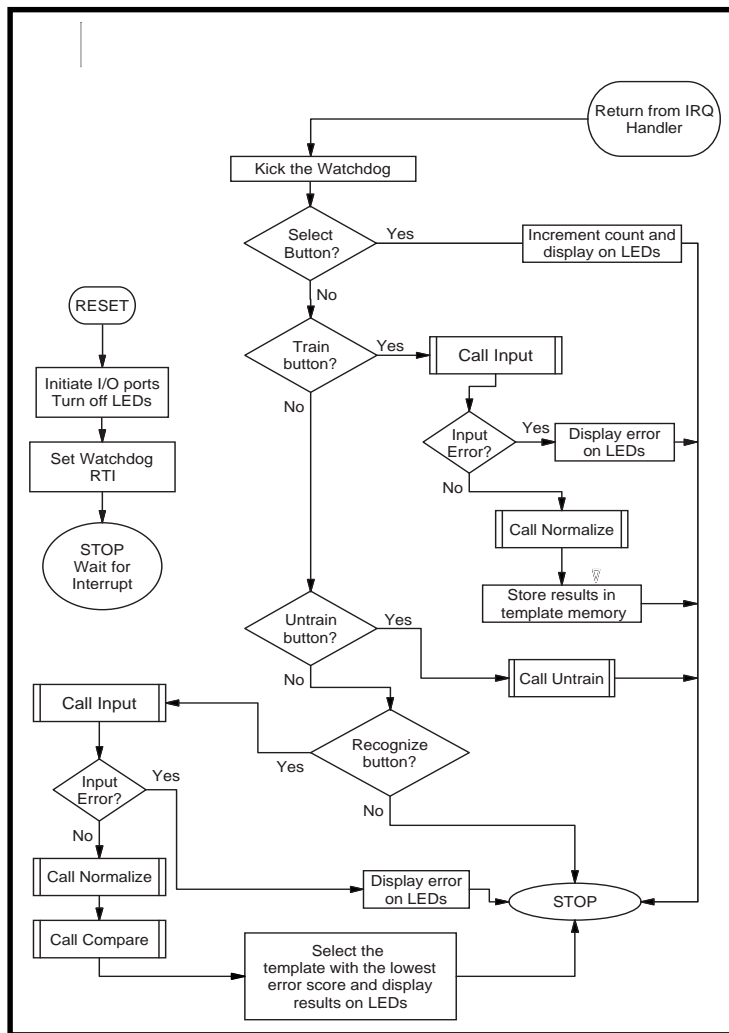 Return from IRQ
Handler
Kick the Watchdog
Select
Button?
Yes
Increment count and
display on LEDs
No
RESET
Train
button?
Yes
Call Input
Initiate I/O ports
Turn off LEDs
No
Input
Error?
Yes
Display error
on LEDs
Set Watchdog
RTI
No
Call Normalize
STOP
Wait for
Interrupt
Store results in
template memory
Untrain
button?
Yes
No
Call Untrain
Call Input
Recognize
button?
Yes
Input
Error?
Yes
No
No
Call Normalize
Display error
on LEDs
STOP
Call Compare
Select the
template with the lowest
error score and display
results on LEDs